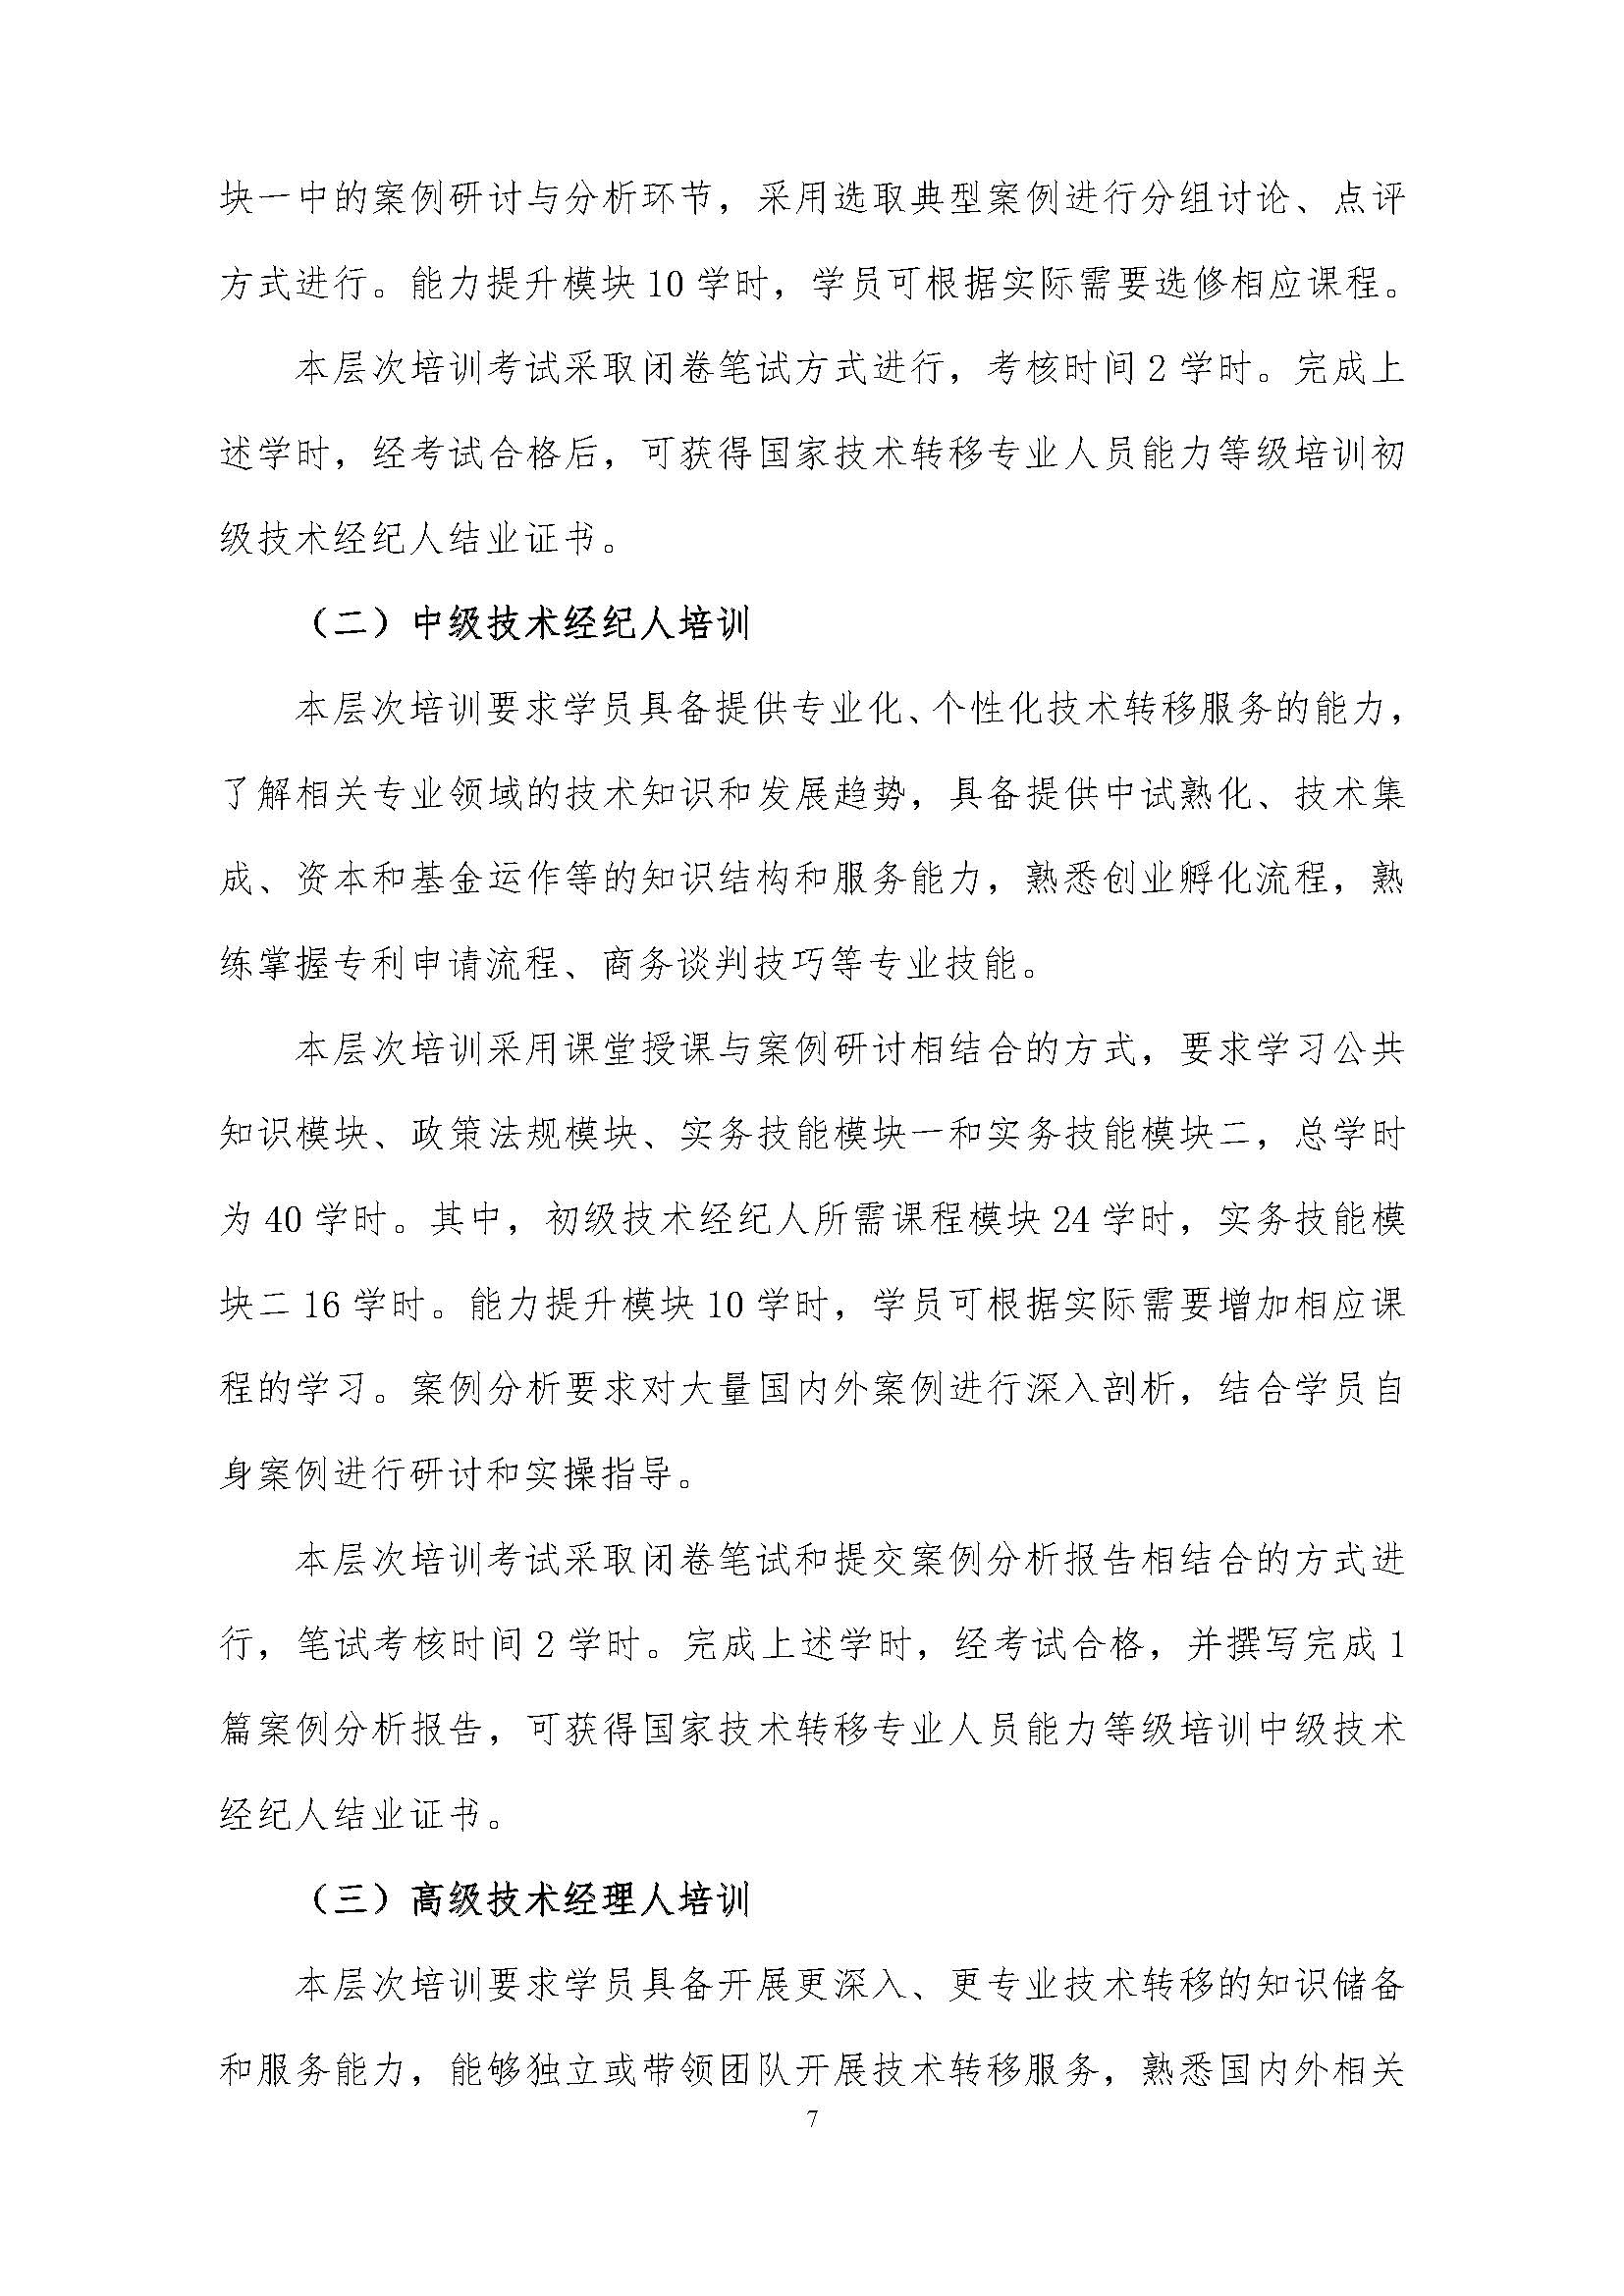 块一中的案例研讨与分析环节，采用选取典型案例进行分组讨论、点评
方式进行。能力提升模块 10 学时，学员可根据实际需要选修相应课程。
本层次培训考试采取闭卷笔试方式进行，考核时间 2 学时。完成上
述学时，经考试合格后，可获得国家技术转移专业人员能力等级培训初
级技术经纪人结业证书。
（二）中级技术经纪人培训
本层次培训要求学员具备提供专业化、个性化技术转移服务的能力，
了解相关专业领域的技术知识和发展趋势，具备提供中试熟化、技术集
成、资本和基金运作等的知识结构和服务能力，熟悉创业孵化流程，熟
练掌握专利申请流程、商务谈判技巧等专业技能。
本层次培训采用课堂授课与案例研讨相结合的方式，要求学习公共
知识模块、政策法规模块、实务技能模块一和实务技能模块二，总学时
为 40 学时。其中，初级技术经纪人所需课程模块 24 学时，实务技能模
块二 16 学时。能力提升模块 10 学时，学员可根据实际需要增加相应课
程的学习。案例分析要求对大量国内外案例进行深入剖析，结合学员自
身案例进行研讨和实操指导。
本层次培训考试采取闭卷笔试和提交案例分析报告相结合的方式进
行，笔试考核时间 2 学时。完成上述学时，经考试合格，并撰写完成 1
篇案例分析报告，可获得国家技术转移专业人员能力等级培训中级技术
经纪人结业证书。
（三）高级技术经理人培训
本层次培训要求学员具备开展更深入、更专业技术转移的知识储备
和服务能力，能够独立或带领团队开展技术转移服务，熟悉国内外相关
7